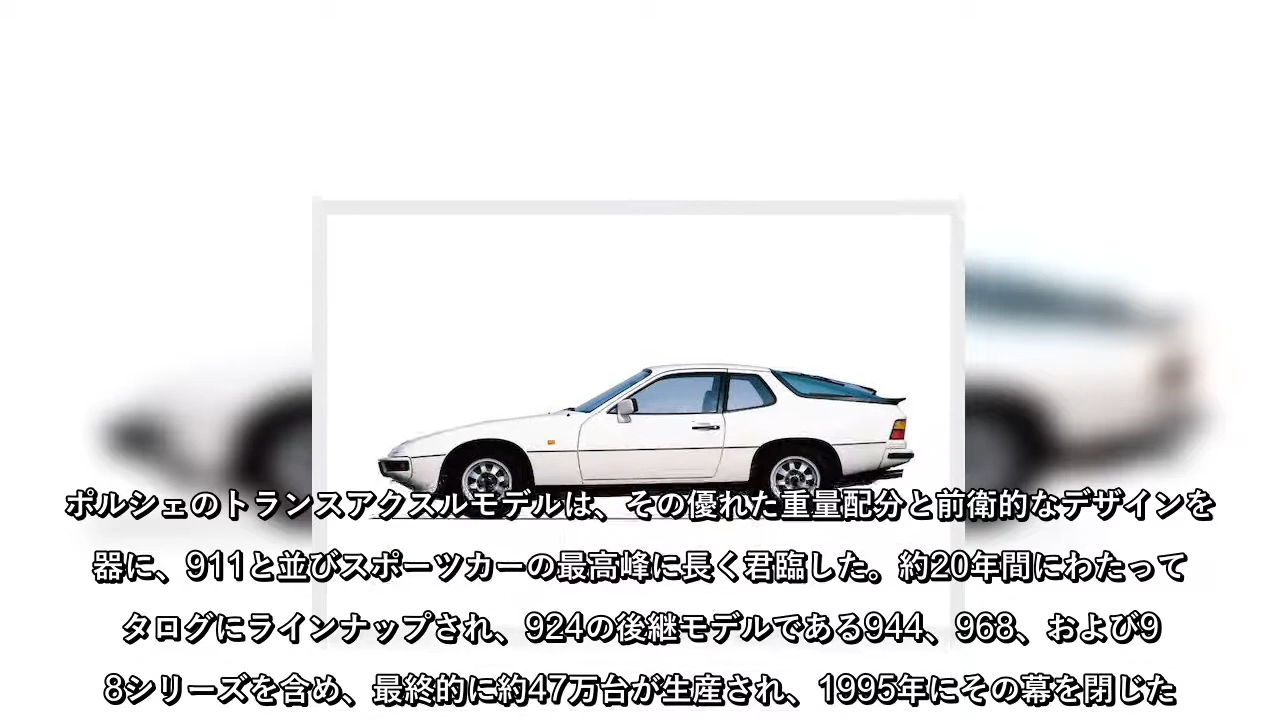 ポルシェのトランスアクスルモデルは、その優れた重量配分と前衛的なデザインを
器に、911と並びスポーツカーの最高峰に長く君臨した。約20年間にわたって
タログにラインナップされ、924の後継モデルである944、968、および9
8シリーズを含め、最終的に約47万台が生産され、1995年にその幕を閉じた